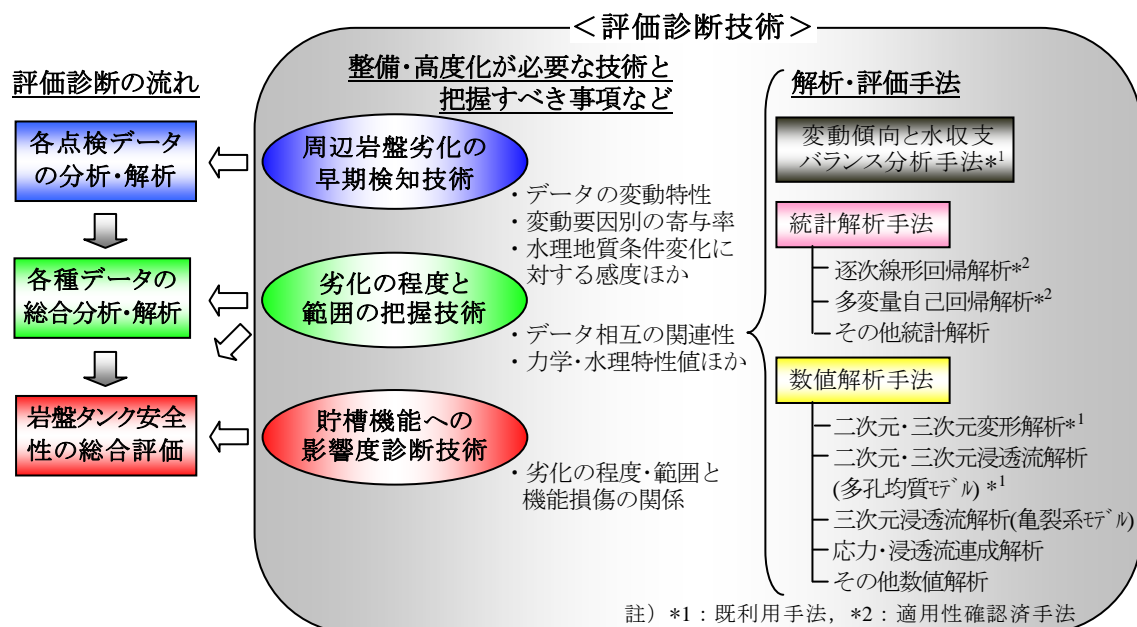 ＜評価診断技術＞
評価診断の流れ
各点検データ
の分析・解析
各種データの
総合分析・解析
岩盤タンク安全
性の総合評価
整備・高度化が必要な技術と
把握すべき事項など
周辺岩盤劣化の
早期検知技術
・データの変動特性
・変動要因別の寄与率
・水理地質条件変化に
対する感度ほか
劣化の程度と
範囲の把握技術
・データ相互の関連性
・力学・水理特性値ほか
貯槽機能への
影響度診断技術
・劣化の程度・範囲と
機能損傷の関係
解析・評価手法
変動傾向と水収支
バランス分析手法*1
統計解析手法
逐次線形回帰解析*2
多変量自己回帰解析*2
その他統計解析
数値解析手法
二次元・三次元変形解析*1
二次元・三次元浸透流解析
(多孔均質ﾓﾃﾞﾙ) *1
三次元浸透流解析(亀裂系ﾓﾃﾞﾙ)
応力・浸透流連成解析
その他数値解析
註）*1：既利用手法，*2：適用性確認済手法